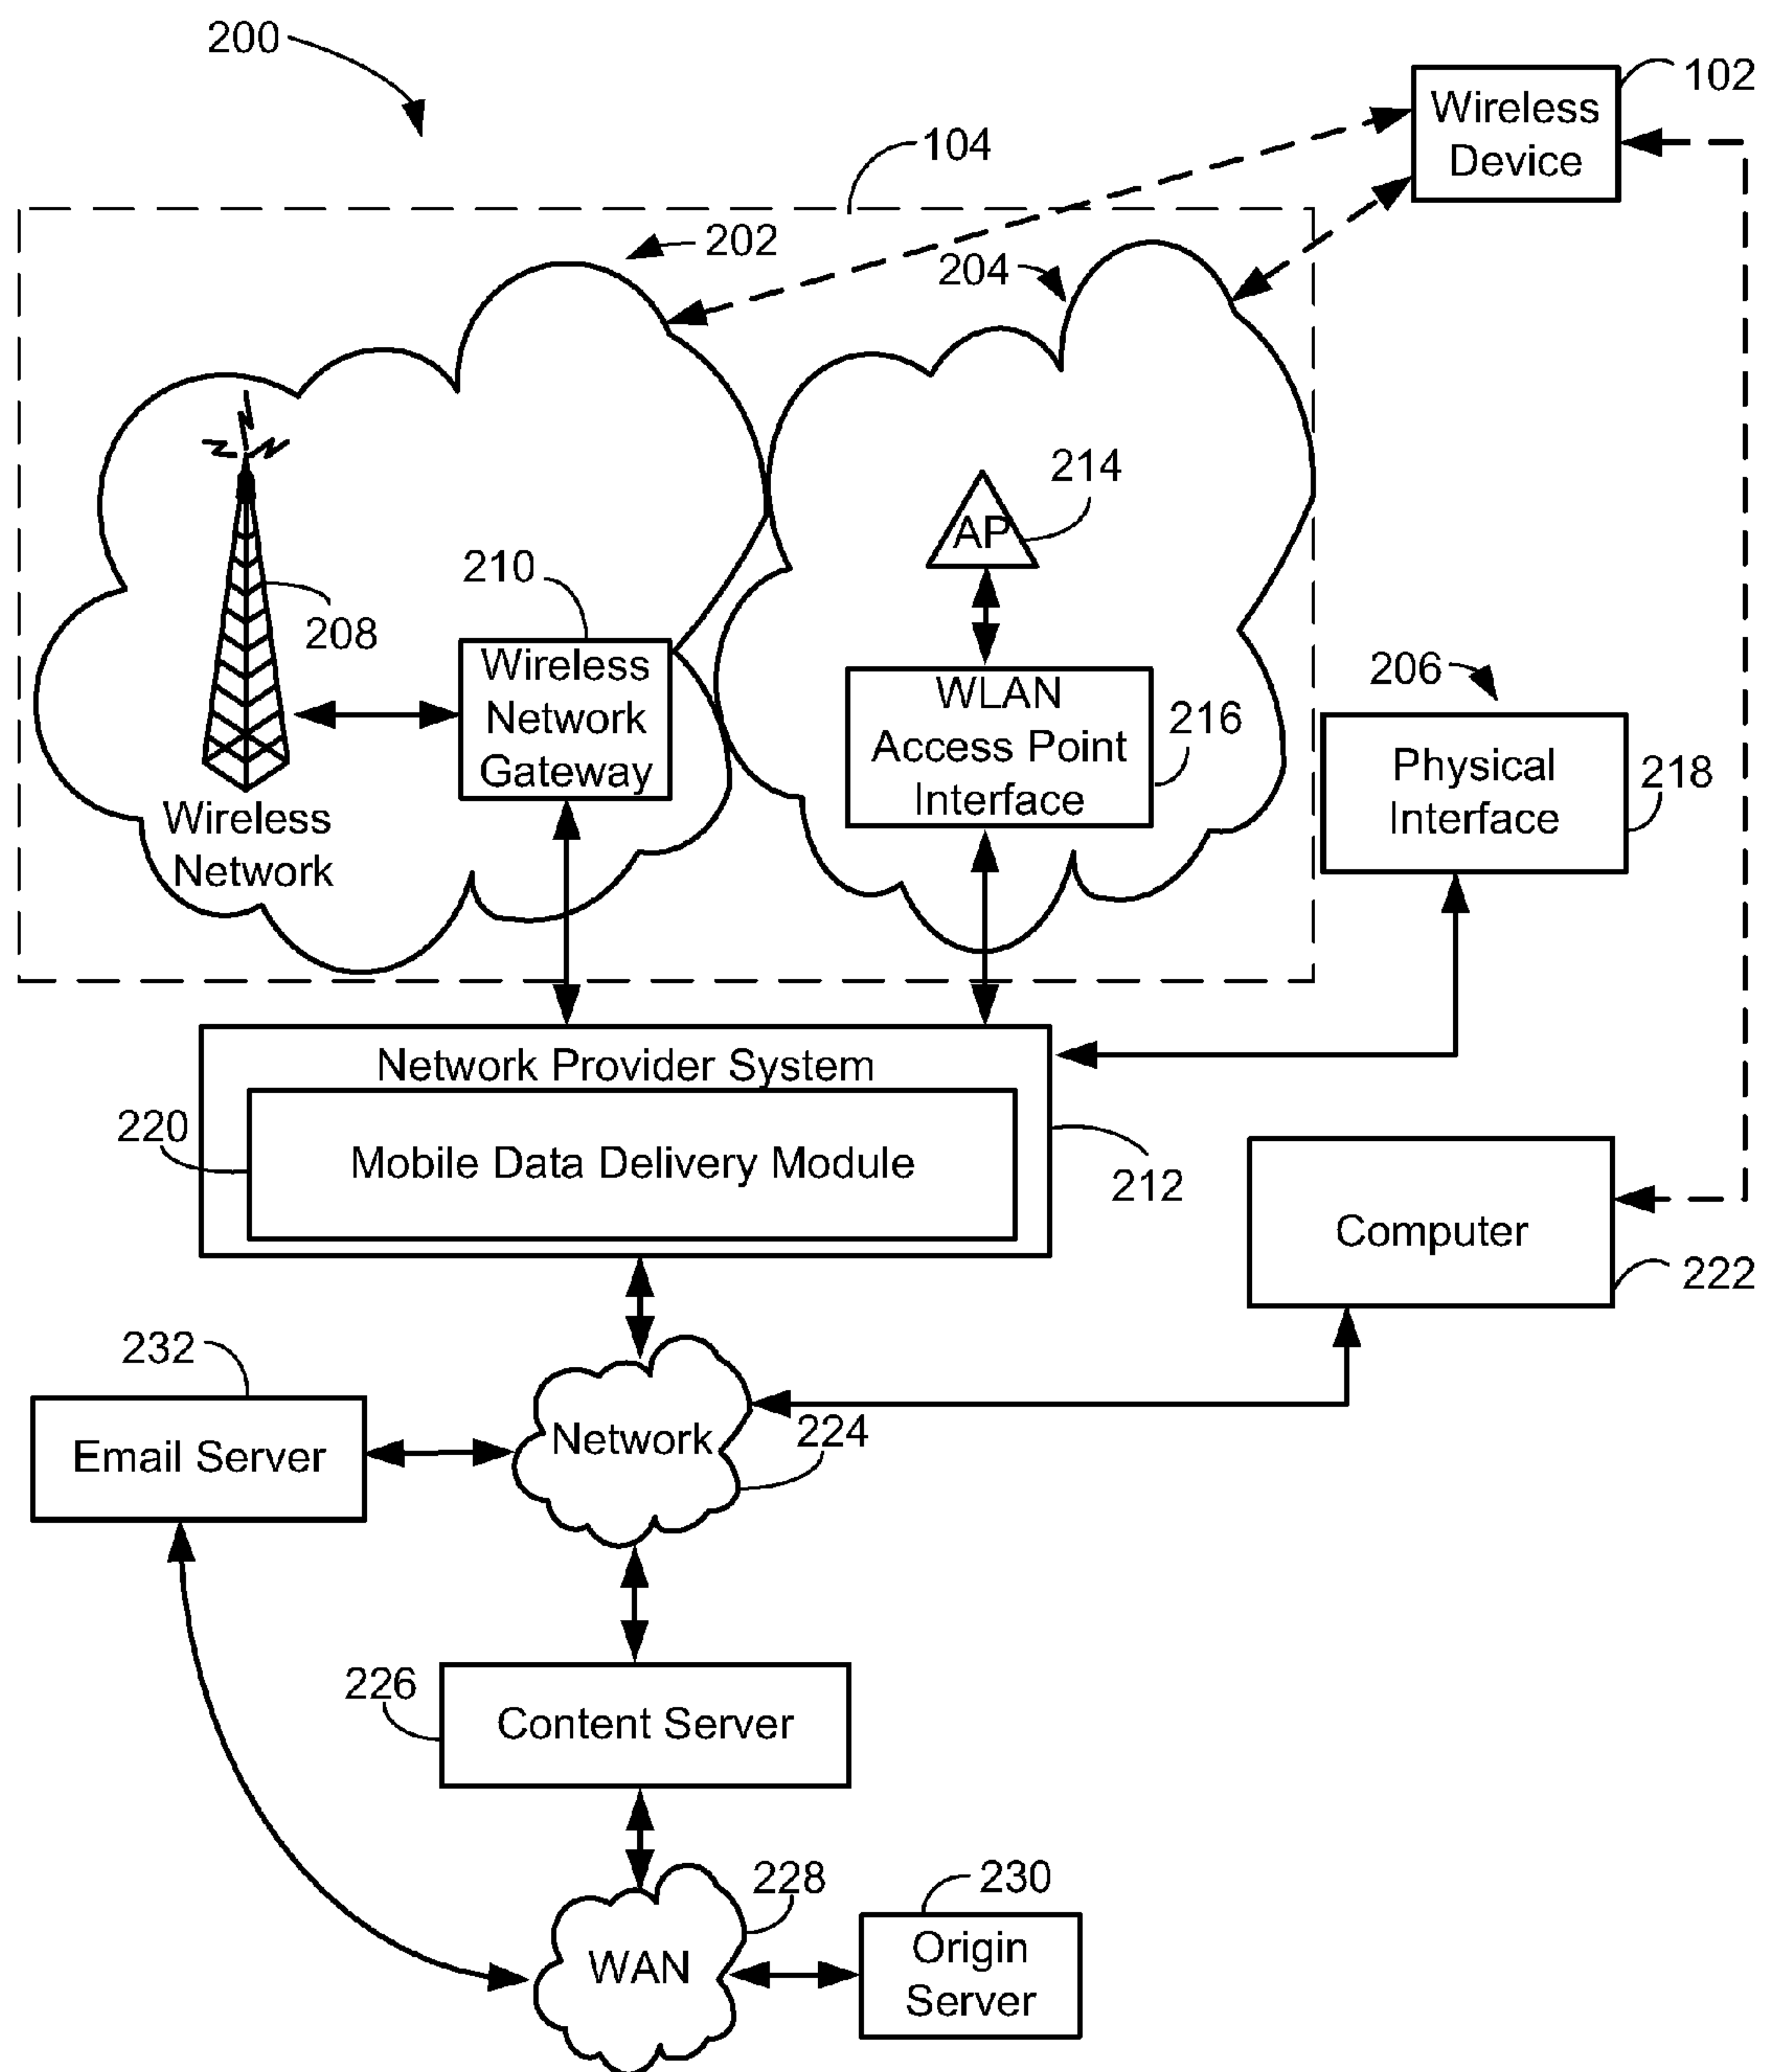 200
102
Wireless
Device
104
202
204
214
AP
210
208
Wireless
Network
Gateway
206
WLAN
Access Point
Interface
216
Physical
Interface
218
Wireless
Network
Network Provider System
220
Mobile Data Delivery Module
212
Computer
222
232
Email Server
Network
224
226
Content Server
228
230
WAN
Origin
Server